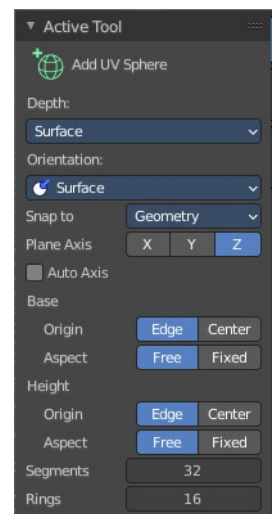 Active Tool
Add UV Sphere
Depth:
Surface
Orientation:
Surface
Snap to Geometry
Plane Axis X Y Z
Auto Axis
Base
Origin Edge Center
Aspect Free Fixed
Height
Origin Edge Center
Aspect Free Fixed
Segments 32
Rings 16